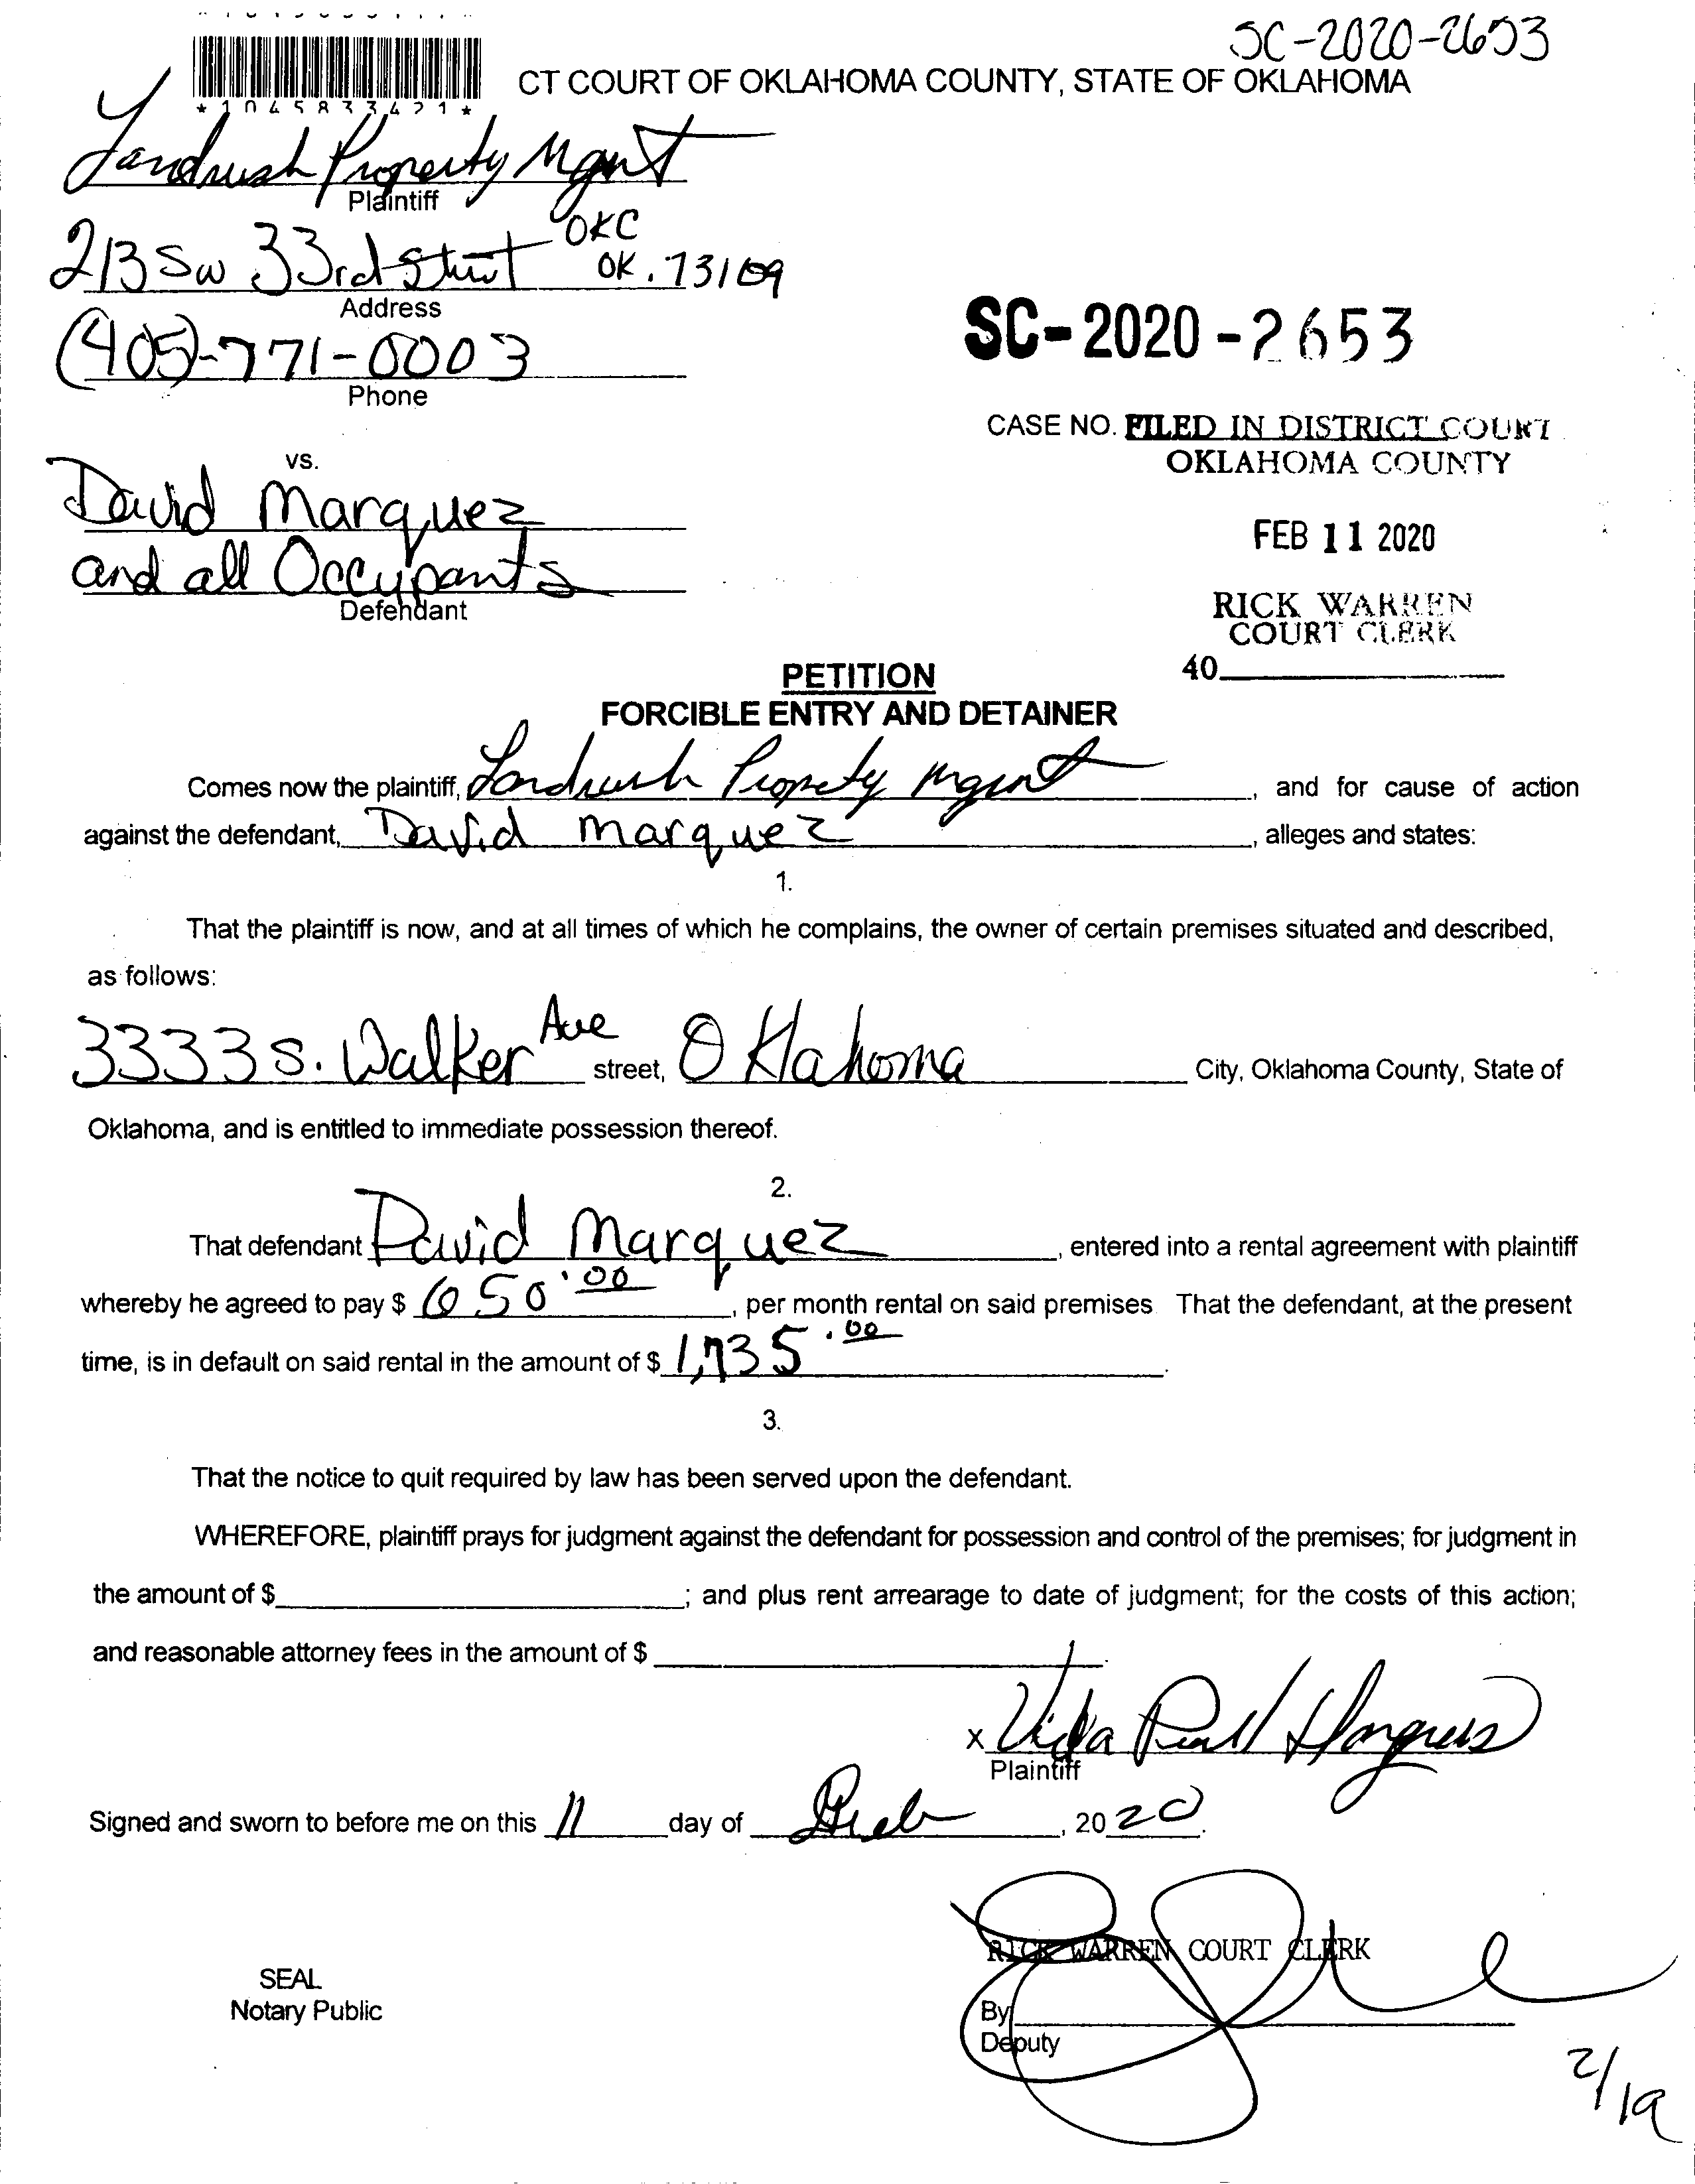 SC-2020-2653
*1045833421*
CT COURT OF OKLAHOMA COUNTY, STATE OF OKLAHOMA
Landrush Property Mgmt
Plaintiff
213 SW 33rd Street OKC OK. 73109
Address
(405)-771-0003
Phone
SC-2020-2653
CASE NO. FILED IN DISTRICT COURT
OKLAHOMA COUNTY
vs.
David Marquez
and all Occupants
Defendant
FEB 11 2020
RICK WARREN
COURT CLERK
40
PETITION
FORCIBLE ENTRY AND DETAINER
Comes now the plaintiff, Landrush Property Mgmt, and for cause of action
against the defendant, David Marquez, alleges and states:
1.
That the plaintiff is now, and at all times of which he complains, the owner of certain premises situated and described,
as follows:
3333 S. Walker Ave street, Oklahoma City, Oklahoma County, State of
Oklahoma, and is entitled to immediate possession thereof.
2.
That defendant David Marquez, entered into a rental agreement with plaintiff
whereby he agreed to pay $ 650.00, per month rental on said premises. That the defendant, at the present
time, is in default on said rental in the amount of $ 1,735.00.
3.
That the notice to quit required by law has been served upon the defendant.
WHEREFORE, plaintiff prays for judgment against the defendant for possession and control of the premises; for judgment in
the amount of $ ; and plus rent arrearage to date of judgment; for the costs of this action;
and reasonable attorney fees in the amount of $ .
x Vicka
Plaintiff
Signed and sworn to before me on this 11 day of Feb, 2020.
RICK WARREN COURT CLERK
SEAL
Notary Public
By
Deputy
2/19